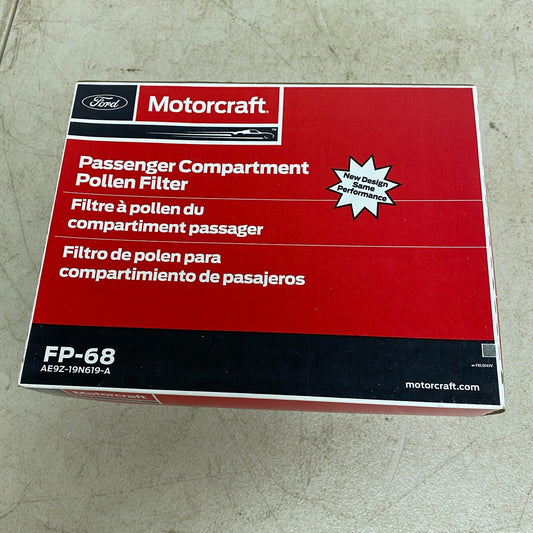 Ford
Motorcraft®
™
Passenger Compartment
Pollen Filter
New Design
Same
Performance
Filtre à pollen du
compartiment passager
Filtro de polen para
compartimiento de pasajeros
FP-68
AE9Z-19N619-A
motorcraft.com
Motorcraft